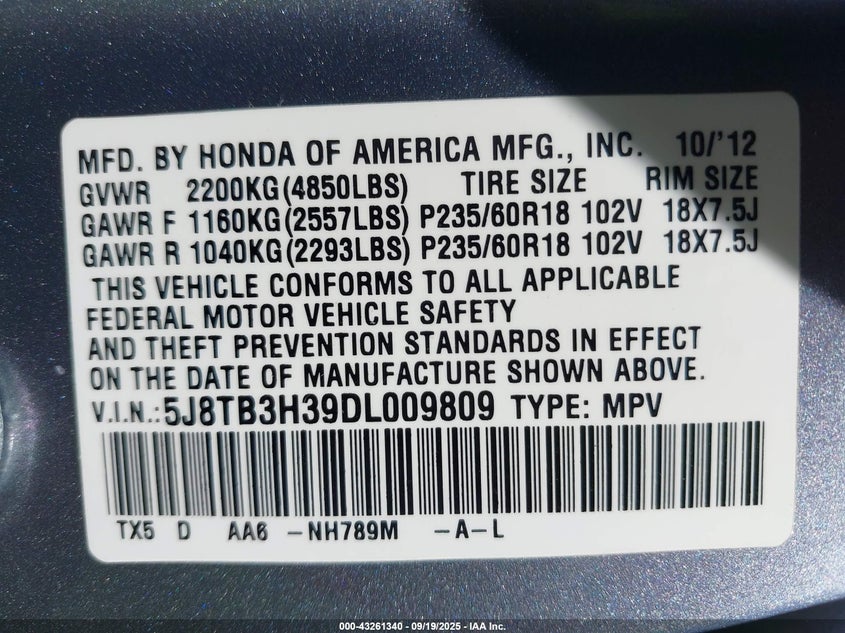 MFD. BY HONDA OF AMERICA MFG., INC. 10/'12
GVWR 2200KG(4850LBS) TIRE SIZE RIM SIZE
GAWR F 1160KG(2557LBS) P235/60R18 102V 18X7.5J
GAWR R 1040KG(2293LBS) P235/60R18 102V 18X7.5J
THIS VEHICLE CONFORMS TO ALL APPLICABLE
FEDERAL MOTOR VEHICLE SAFETY
AND THEFT PREVENTION STANDARDS IN EFFECT
ON THE DATE OF MANUFACTURE SHOWN ABOVE.
V.I.N.:5J8TB3H39DL009809 TYPE: MPV
TX5 D AA6 -NH789M -A-L
000-43261340 - 09/19/2025 - IAA Inc.